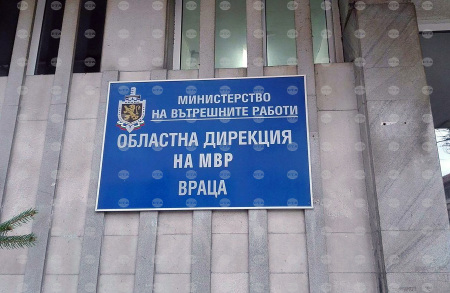 МИНИСТЕРСТВО
НА ВЪТРЕШНИТЕ РАБОТИ
ОБЛАСТНА ДИРЕКЦИЯ
НА МВР
ВРАЦА